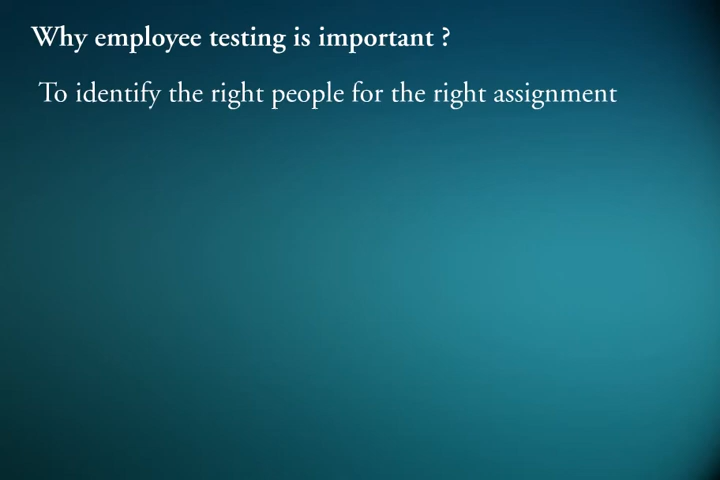 Why employee testing is important ?
To identify the right people for the right assignment